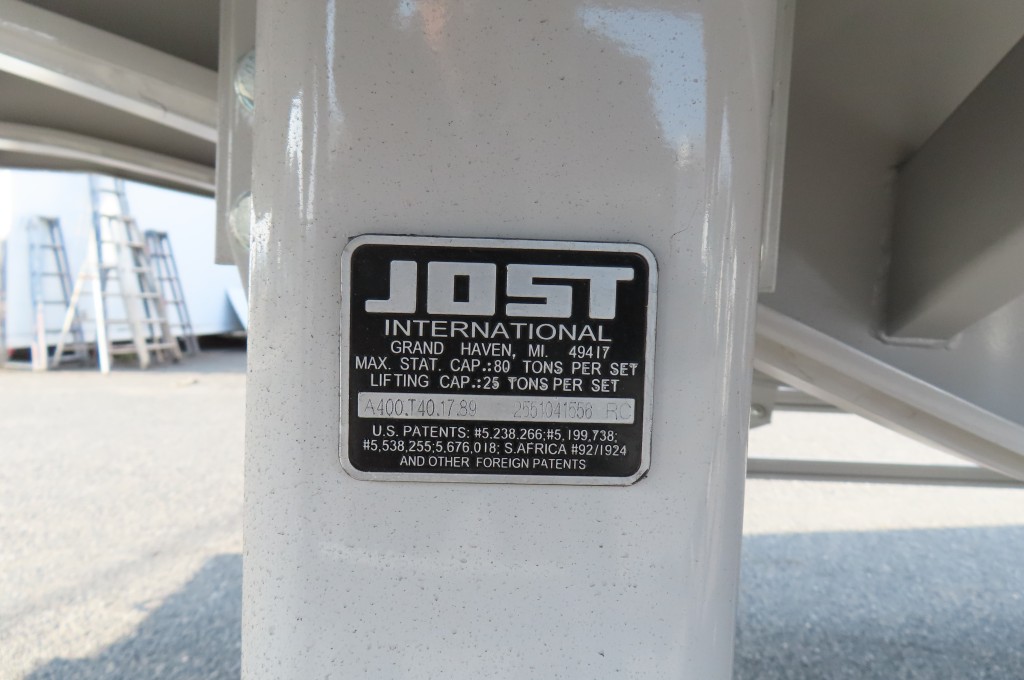 JOST
INTERNATIONAL
GRAND HAVEN, MI. 49417
MAX. STAT. CAP.:80 TONS PER SET
LIFTING CAP.:25 TONS PER SET
A400.T40.17.89 2551041558 RC
U.S. PATENTS: #5.238.266;#5,199,738;
#5,538,255;5,676,018; S.AFRICA #92/1924
AND OTHER FOREIGN PATENTS